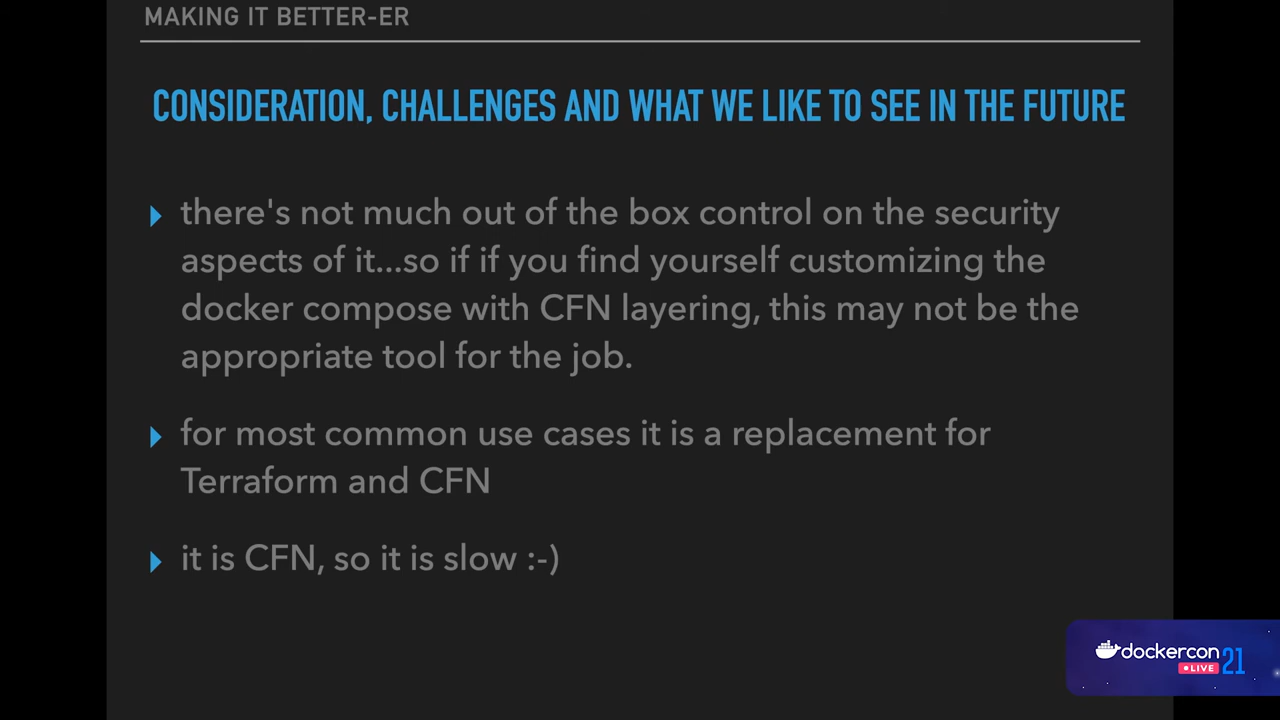 MAKING IT BETTER-ER
CONSIDERATION, CHALLENGES AND WHAT WE LIKE TO SEE IN THE FUTURE
there's not much out of the box control on the security
aspects of it...so if if you find yourself customizing the
docker compose with CFN layering, this may not be the
appropriate tool for the job.
for most common use cases it is a replacement for
Terraform and CFN
it is CFN, so it is slow :-)
dockercon
LIVE 21